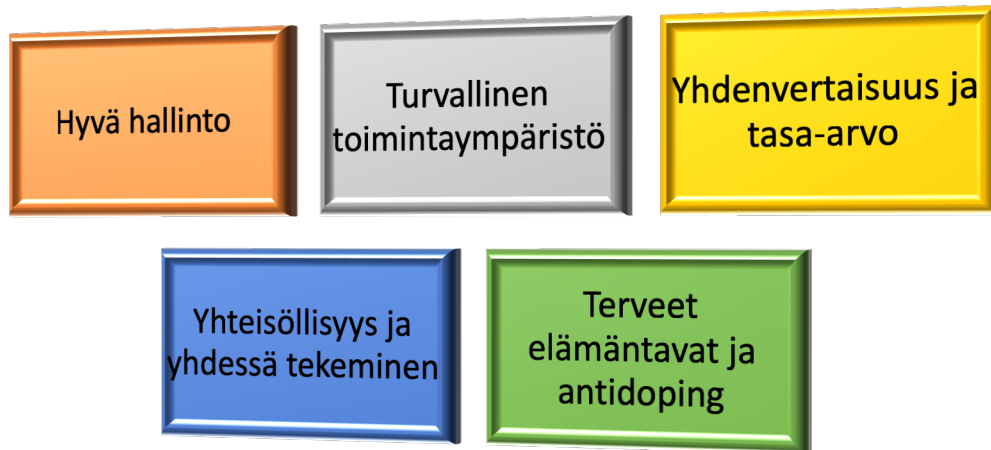 Hyvä hallinto
Turvallinen
toimintaympäristö
Yhdenvertaisuus ja
tasa-arvo
Yhteisöllisyys ja
yhdessä tekeminen
Terveet
elämäntavat ja
antidoping